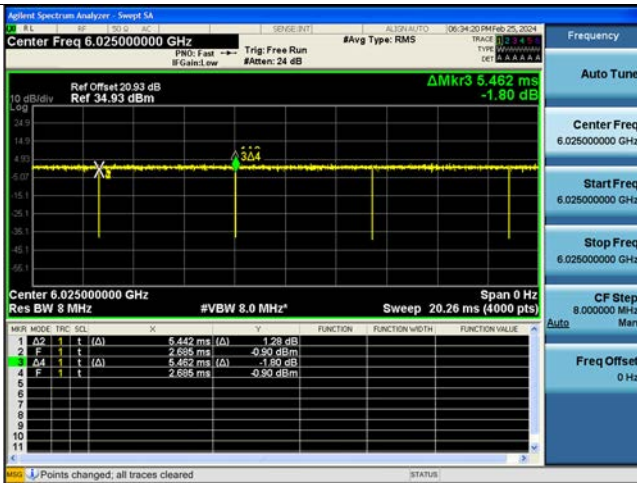 Agilent Spectrum Analyzer - Swept SA
RL RF 50 Ω AC SENSE:INT ALIGN AUTO 06:34:20 PM Feb 25, 2024
Center Freq 6.025000000 GHz
PNO: Fast
IFGain:Low
Trig: Free Run
#Atten: 24 dB
#Avg Type: RMS
TRACE 1 2 3 4 5 6
TYPE
DET A A A A A A
Frequency
Auto Tune
Center Freq
6.025000000 GHz
Start Freq
6.025000000 GHz
Stop Freq
6.025000000 GHz
CF Step
8.000000 MHz
Auto Man
Freq Offset
0 Hz
ΔMkr3 5.462 ms
-1.80 dB
Ref Offset 20.93 dB
10 dB/div Ref 34.93 dBm
Log
24.9
14.9
4.93
-5.07
-15.1
-25.1
-35.1
-45.1
-55.1
3Δ4
Center 6.025000000 GHz Span 0 Hz
Res BW 8 MHz #VBW 8.0 MHz* Sweep 20.26 ms (4000 pts)
MKR MODE TRC SCL X Y FUNCTION FUNCTION WIDTH FUNCTION VALUE
1 Δ2 1 t (Δ) 5.442 ms (Δ) 1.28 dB
2 F 1 t 2.685 ms -0.90 dBm
3 Δ4 1 t (Δ) 5.462 ms (Δ) -1.80 dB
4 F 1 t 2.685 ms -0.90 dBm
5
6
7
8
9
10
11
MSG Points changed; all traces cleared STATUS